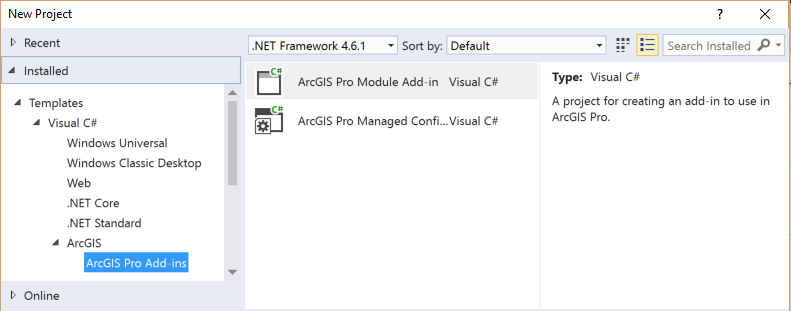 New Project
?
Recent
.NET Framework 4.6.1 Sort by: Default Search Installed
Installed
Templates
Visual C#
Windows Universal
Windows Classic Desktop
Web
.NET Core
.NET Standard
ArcGIS
ArcGIS Pro Add-ins
Online
C# ArcGIS Pro Module Add-in Visual C#
C# ArcGIS Pro Managed Confi... Visual C#
Type: Visual C#
A project for creating an add-in to use in
ArcGIS Pro.